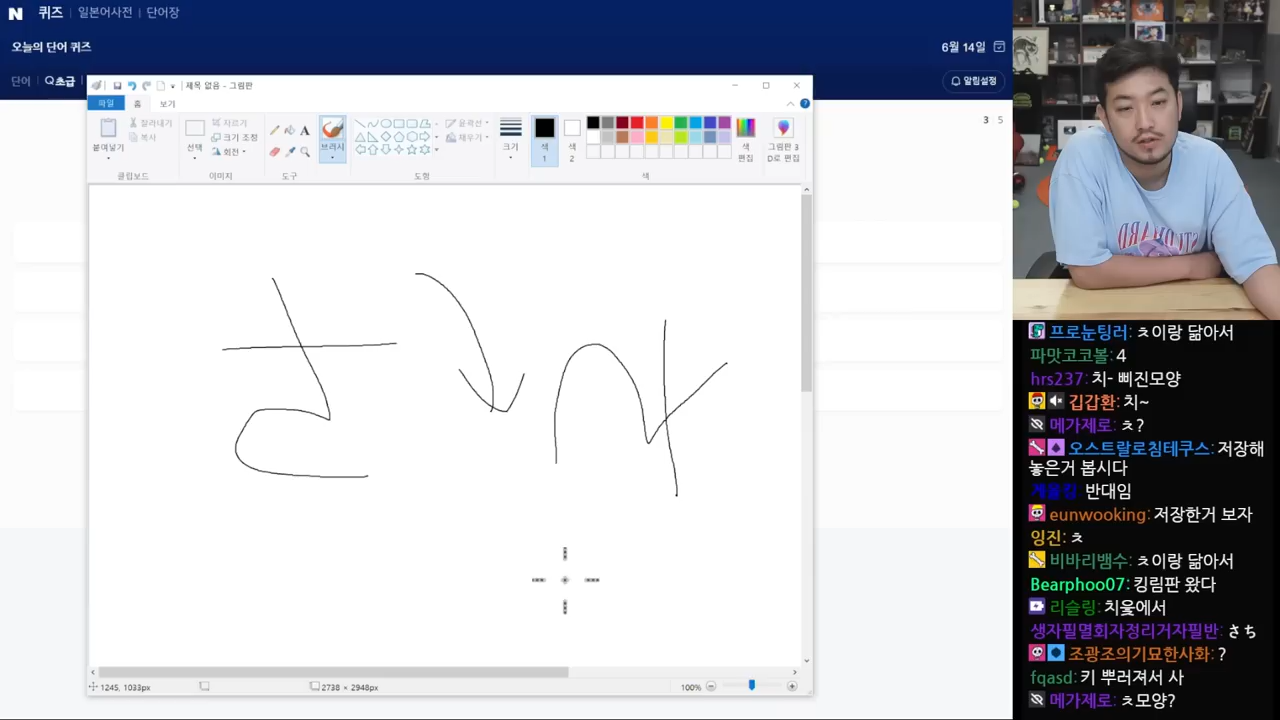 N 퀴즈 일본어사전 단어장
오늘의 단어 퀴즈
6월 14일
단어 초급
알림설정
3 5
제목 없음 - 그림판
파일 홈 보기
붙여넣기
잘라내기
복사
클립보드
선택
자르기
크기 조정
회전
이미지
A
도구
브러시
윤곽선
채우기
도형
크기
색 1
색 2
색 편집
그림판 3D로 편집
색
さ
1245, 1033px
2738 × 2948px
100%
프로눈팅러: ㅊ이랑 닮아서
파맛코코볼: 4
hrs237: 치- 삐진모양
김갑환: 치~
메가제로: ㅊ?
오스트랄로침테쿠스: 저장해
놓은거 봅시다
반대임
eunwooking: 저장한거 보자
잉진: ㅊ
비바리뱀수: ㅊ이랑 닮아서
Bearphoo07: 킹림판 왔다
리슬링: 치읓에서
생자필멸회자정리거자필반: さち
조광조의기묘한사화: ?
fqasd: 키 뿌러져서 사
메가제로: ㅊ모양?